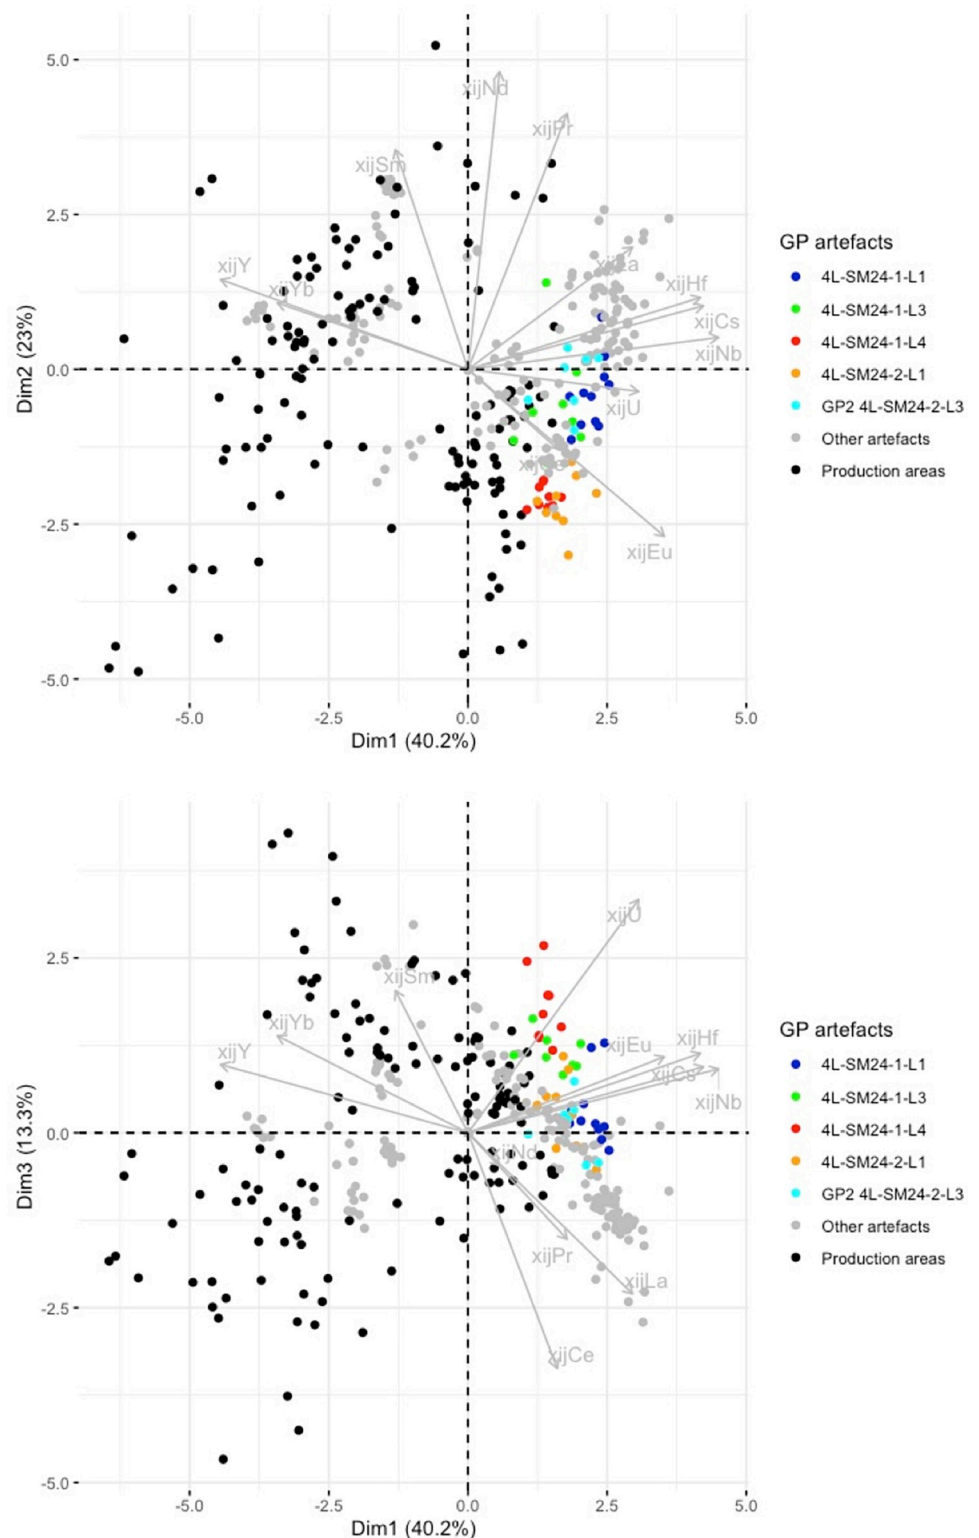 5.0
2.5
0.0
-2.5
-5.0
Dim2 (23%)
xijNd
xijPr
xijSm
xijY
xijYb
xijLa
xijHf
xijCs
xijNb
xijU
xijEu
-5.0
-2.5
0.0
2.5
5.0
Dim1 (40.2%)
GP artefacts
4L-SM24-1-L1
4L-SM24-1-L3
4L-SM24-1-L4
4L-SM24-2-L1
GP2 4L-SM24-2-L3
Other artefacts
Production areas
2.5
0.0
-2.5
-5.0
Dim3 (13.3%)
xijU
xijSm
xijYb
xijY
xijEu
xijHf
xijCs
xijNb
xijNd
xijPr
xijLa
xijCe
-5.0
-2.5
0.0
2.5
5.0
Dim1 (40.2%)
GP artefacts
4L-SM24-1-L1
4L-SM24-1-L3
4L-SM24-1-L4
4L-SM24-2-L1
GP2 4L-SM24-2-L3
Other artefacts
Production areas